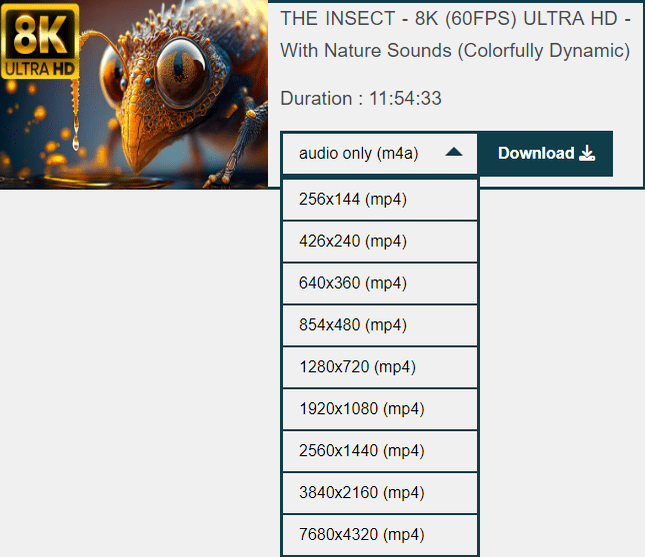 8K
ULTRA HD
THE INSECT - 8K (60FPS) ULTRA HD -
With Nature Sounds (Colorfully Dynamic)
Duration : 11:54:33
audio only (m4a)
Download
256x144 (mp4)
426x240 (mp4)
640x360 (mp4)
854x480 (mp4)
1280x720 (mp4)
1920x1080 (mp4)
2560x1440 (mp4)
3840x2160 (mp4)
7680x4320 (mp4)